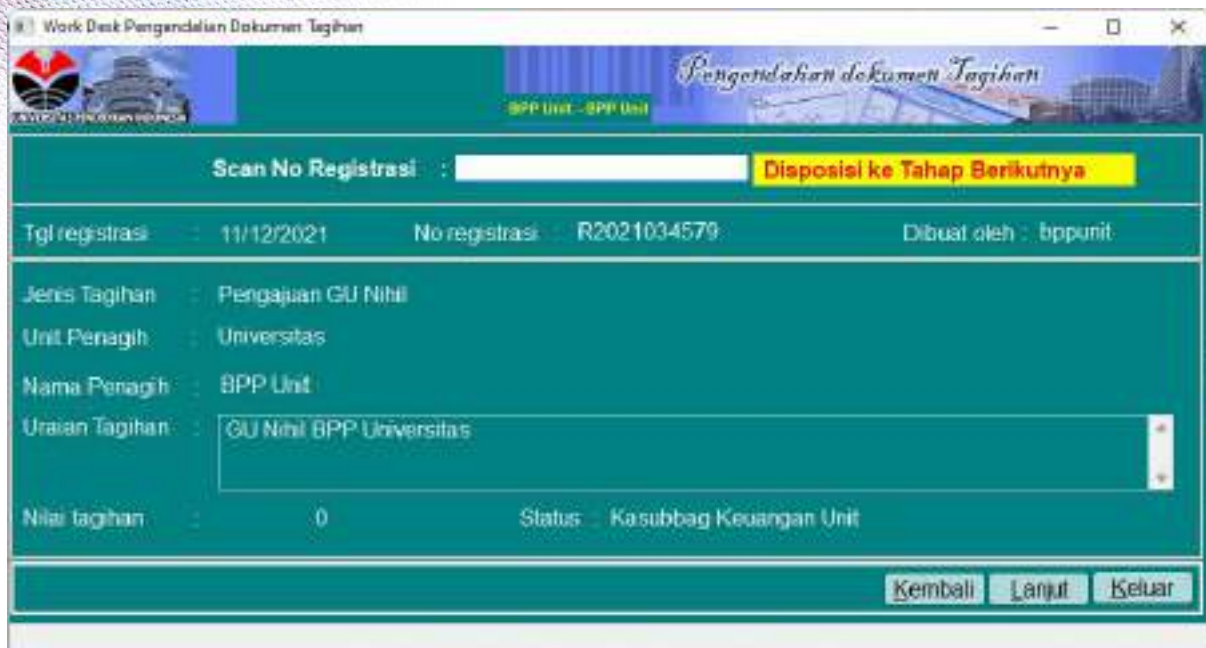 Work Desk Pengendalian Dokumen Tagihan
UNIVERSITAS PENDIDIKAN INDONESIA
BPP Unit - BPP Unit
Pengendalian dokumen Tagihan
Scan No Registrasi : Disposisi ke Tahap Berikutnya
Tgl registrasi : 11/12/2021 No registrasi : R2021034579 Dibuat oleh : bppunit
Jenis Tagihan : Pengajuan GU Nihil
Unit Penagih : Universitas
Nama Penagih : BPP Unit
Uraian Tagihan : GU Nihil BPP Universitas
Nilai tagihan : 0 Status : Kasubbag Keuangan Unit
Kembali Lanjut Keluar